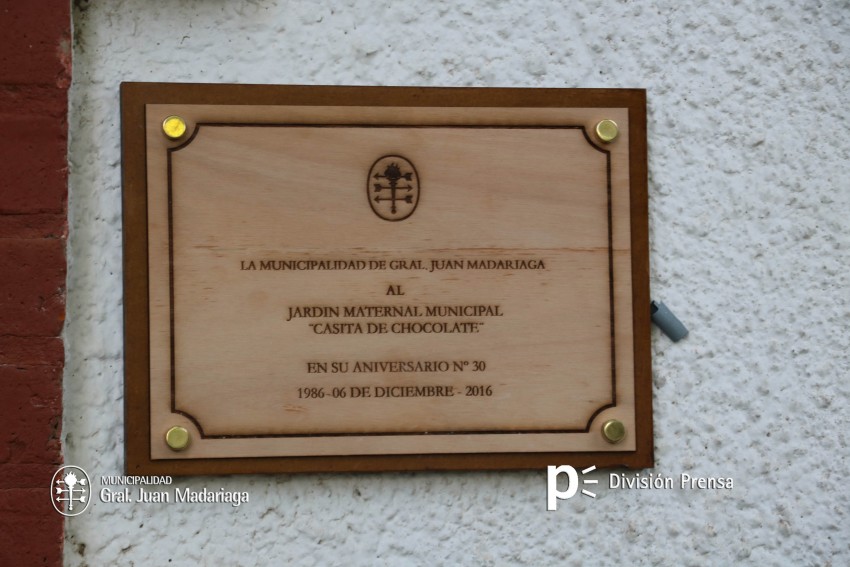 LA MUNICIPALIDAD DE GRAL. JUAN MADARIAGA
AL
JARDIN MATERNAL MUNICIPAL
"CASITA DE CHOCOLATE"
EN SU ANIVERSARIO Nº 30
1986 - 06 DE DICIEMBRE - 2016
MUNICIPALIDAD
Gral. Juan Madariaga
p División Prensa